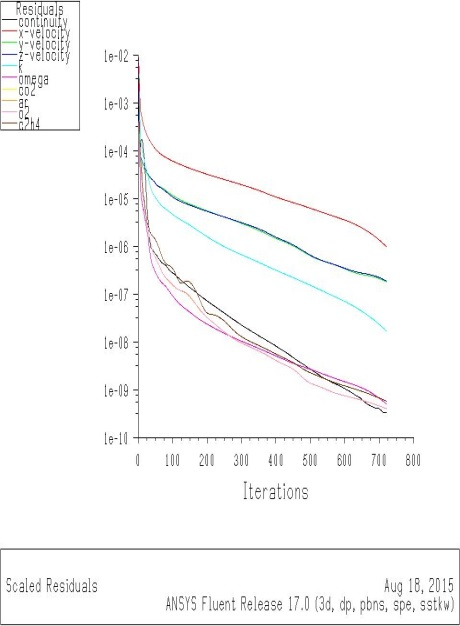 Residuals
continuity
x-velocity
y-velocity
z-velocity
k
omega
co2
ar
o2
c2h4
1e-02
1e-03
1e-04
1e-05
1e-06
1e-07
1e-08
1e-09
1e-10
0 100 200 300 400 500 600 700 800
Iterations
Scaled Residuals
Aug 18, 2015
ANSYS Fluent Release 17.0 (3d, dp, pbns, spe, sstkw)